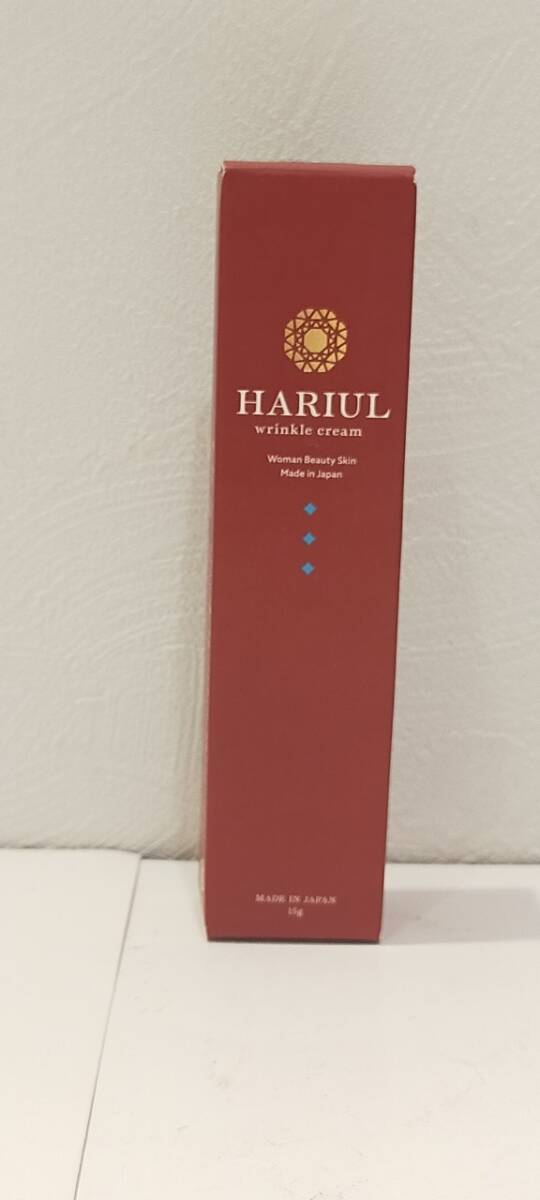 HARIUL
wrinkle cream
Woman Beauty Skin
Made in Japan
MADE IN JAPAN
15g